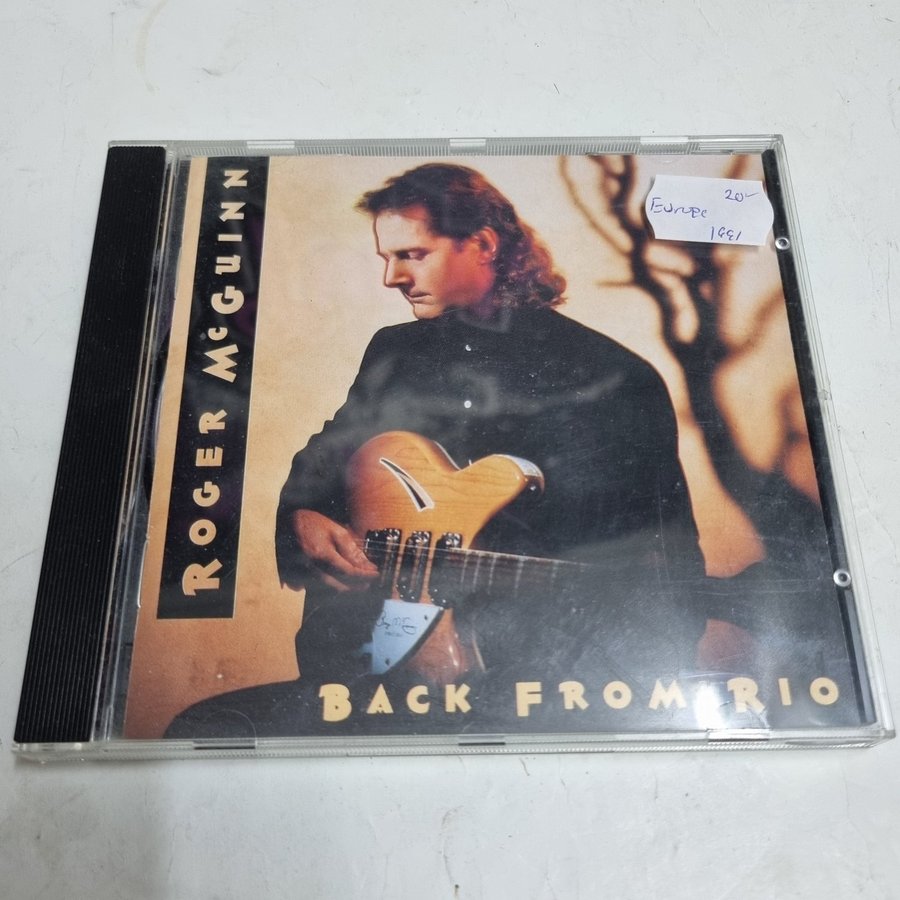 ROGER MCGUINN
20-
Europe
1991
BACK FROM RIO